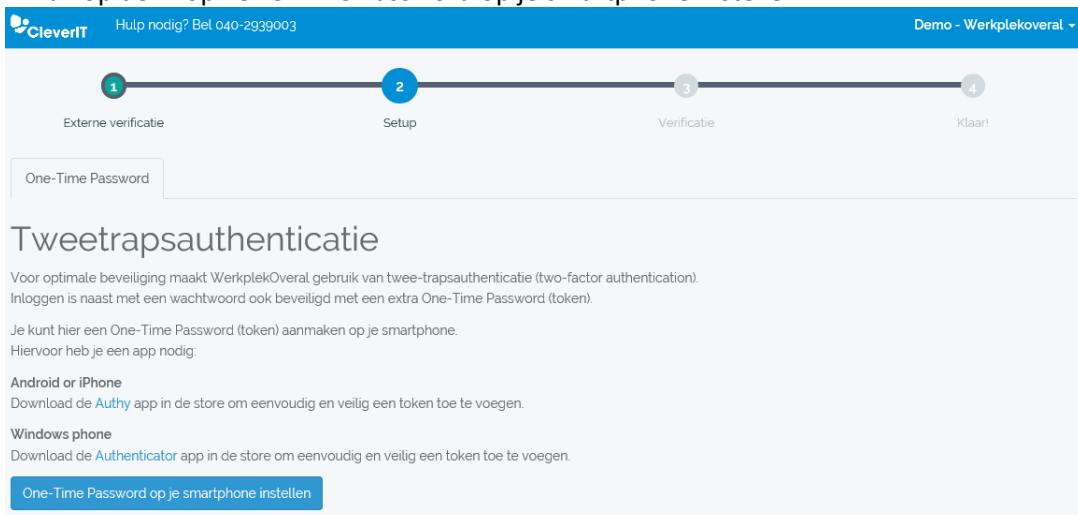 CleverIT Hulp nodig? Bel 040-2939003 Demo - Werkplekoveral
1 2 3 4
Externe verificatie Setup Verificatie Klaar!
One-Time Password
Tweetrapsauthenticatie
Voor optimale beveiliging maakt WerkplekOveral gebruik van twee-trapsauthenticatie (two-factor authentication).
Inloggen is naast met een wachtwoord ook beveiligd met een extra One-Time Password (token).
Je kunt hier een One-Time Password (token) aanmaken op je smartphone.
Hiervoor heb je een app nodig:
Android or iPhone
Download de Authy app in de store om eenvoudig en veilig een token toe te voegen.
Windows phone
Download de Authenticator app in de store om eenvoudig en veilig een token toe te voegen.
One-Time Password op je smartphone instellen